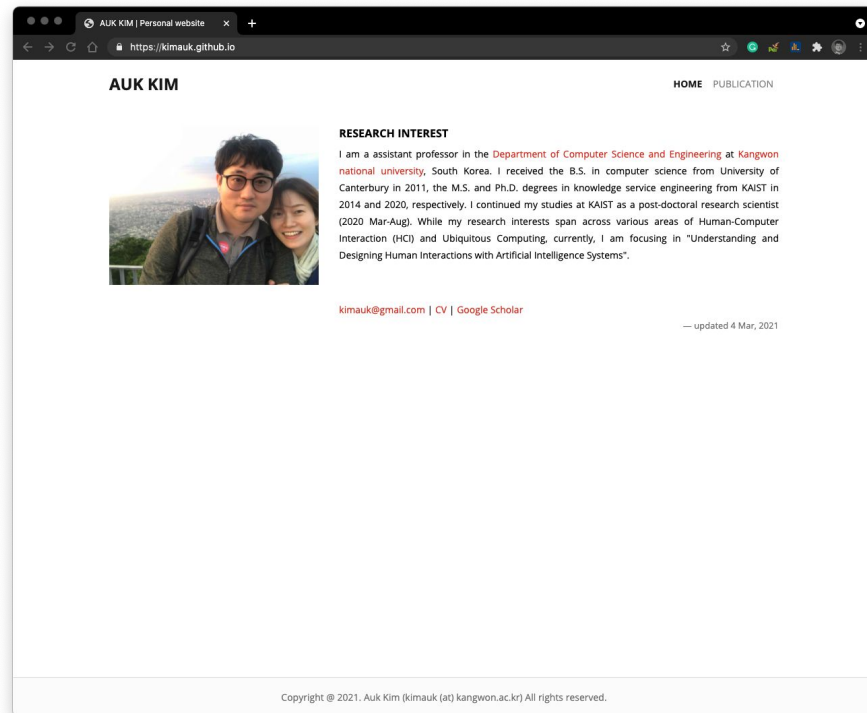 AUK KIM | Personal website
https://kimauk.github.io
AUK KIM
HOME PUBLICATION
RESEARCH INTEREST
I am a assistant professor in the Department of Computer Science and Engineering at Kangwon
national university, South Korea. I received the B.S. in computer science from University of
Canterbury in 2011, the M.S. and Ph.D. degrees in knowledge service engineering from KAIST in
2014 and 2020, respectively. I continued my studies at KAIST as a post-doctoral research scientist
(2020 Mar-Aug). While my research interests span across various areas of Human-Computer
Interaction (HCI) and Ubiquitous Computing, currently, I am focusing in "Understanding and
Designing Human Interactions with Artificial Intelligence Systems".
kimauk@gmail.com | CV | Google Scholar
— updated 4 Mar, 2021
Copyright @ 2021. Auk Kim (kimauk (at) kangwon.ac.kr) All rights reserved.